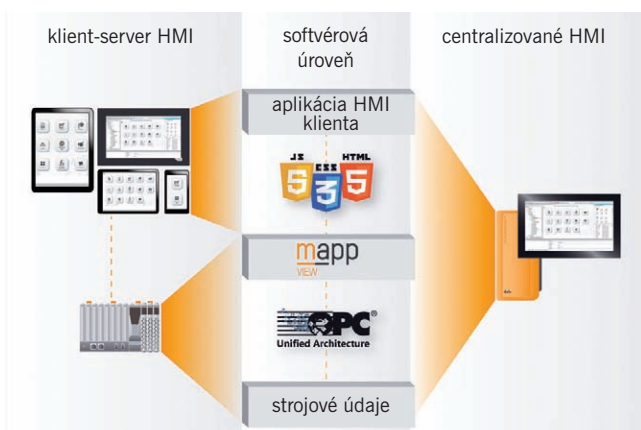 klient-server HMI
softvérová
úroveň
centralizované HMI
aplikácia HMI
klienta
JS CSS HTML
5 3 5
mapp
VIEW
OPC®
Unified Architecture
strojové údaje